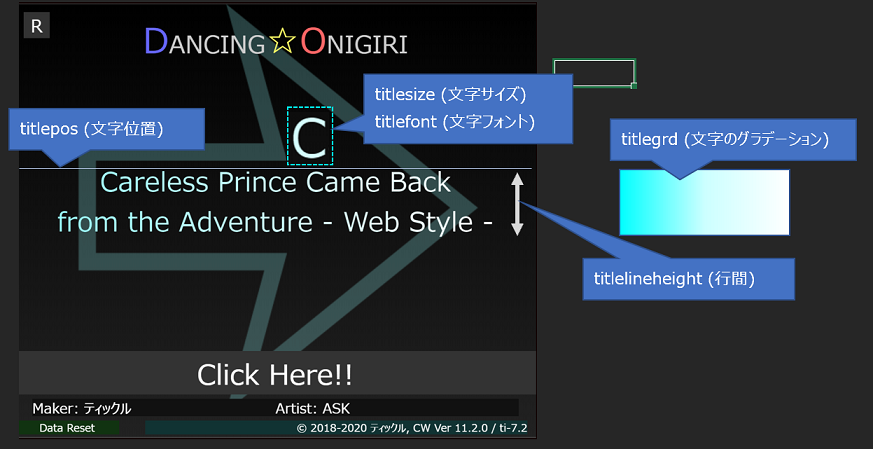 R
DANCING☆ONIGIRI
titlesize (文字サイズ)
titlefont (文字フォント)
titlepos (文字位置)
C
titlegrd (文字のグラデーション)
Careless Prince Came Back
from the Adventure - Web Style -
titlelineheight (行間)
Click Here!!
Maker: ティックル
Artist: ASK
Data Reset
© 2018-2020 ティックル, CW Ver 11.2.0 / ti-7.2